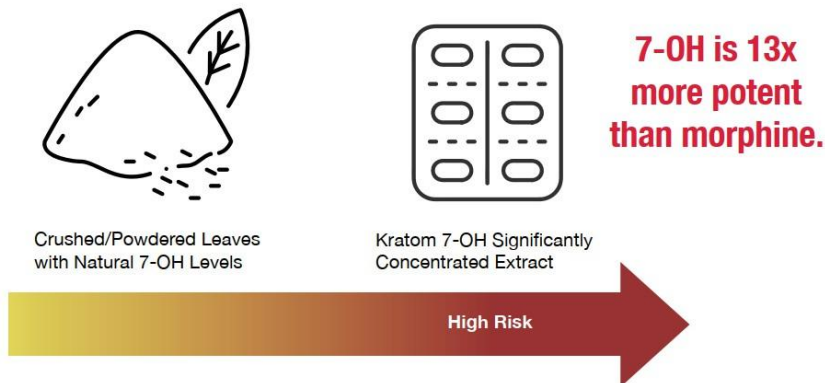 7-OH is 13x
more potent
than morphine.
Crushed/Powdered Leaves
with Natural 7-OH Levels
Kratom 7-OH Significantly
Concentrated Extract
High Risk